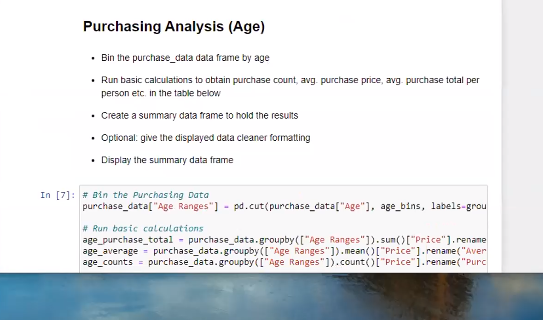 Purchasing Analysis (Age)
• Bin the purchase_data data frame by age
• Run basic calculations to obtain purchase count, avg. purchase price, avg. purchase total per
person etc. in the table below
• Create a summary data frame to hold the results
• Optional: give the displayed data cleaner formatting
• Display the summary data frame
In [7]: # Bin the Purchasing Data
purchase_data["Age Ranges"] = pd.cut(purchase_data["Age"], age_bins, labels=grou
# Run basic calculations
age_purchase_total = purchase_data.groupby(["Age Ranges"]).sum()["Price"].rename
age_average = purchase_data.groupby(["Age Ranges"]).mean()["Price"].rename("Aver
age_counts = purchase_data.groupby(["Age Ranges"]).count()["Price"].rename("Purc